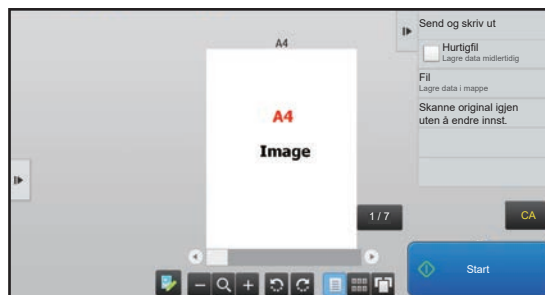 A4
A4
Image
1 / 7
Send og skriv ut
Hurtigfil
Lagre data midlertidig
Fil
Lagre data i mappe
Skanne original igjen
uten å endre innst.
CA
Start